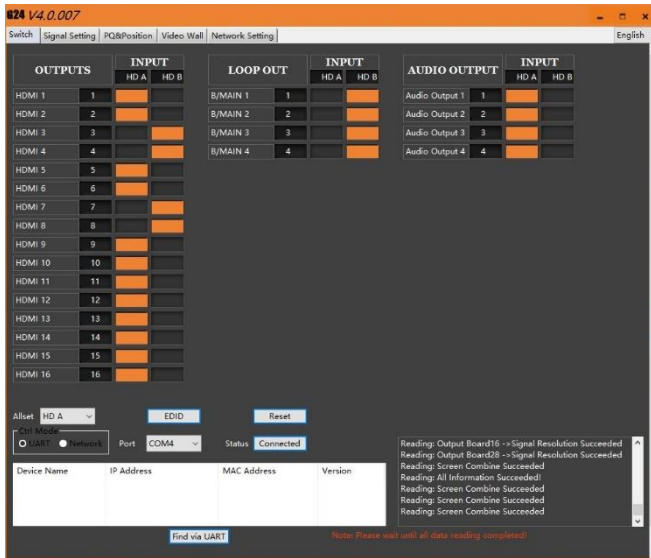 G24 V4.0.007
Switch Signal Setting PQ&Position Video Wall Network Setting English
OUTPUTS INPUT LOOP OUT INPUT AUDIO OUTPUT INPUT
HD A HD B HD A HD B HD A HD B
HDMI 1 1 B/MAIN 1 1 Audio Output 1 1
HDMI 2 2 B/MAIN 2 2 Audio Output 2 2
HDMI 3 3 B/MAIN 3 3 Audio Output 3 3
HDMI 4 4 B/MAIN 4 4 Audio Output 4 4
HDMI 5 5
HDMI 6 6
HDMI 7 7
HDMI 8 8
HDMI 9 9
HDMI 10 10
HDMI 11 11
HDMI 12 12
HDMI 13 13
HDMI 14 14
HDMI 15 15
HDMI 16 16
Allset HD A EDID Reset
Ctrl Mode
UART Network Port COM4 Status Connected
Reading: Output Board16 ->Signal Resolution Succeeded
Reading: Output Board28 ->Signal Resolution Succeeded
Reading: Screen Combine Succeeded
Reading: All Information Succeeded!
Reading: Screen Combine Succeeded
Reading: Screen Combine Succeeded
Reading: Screen Combine Succeeded
Device Name IP Address MAC Address Version
Find via UART Note: Please wait until all data reading completed!